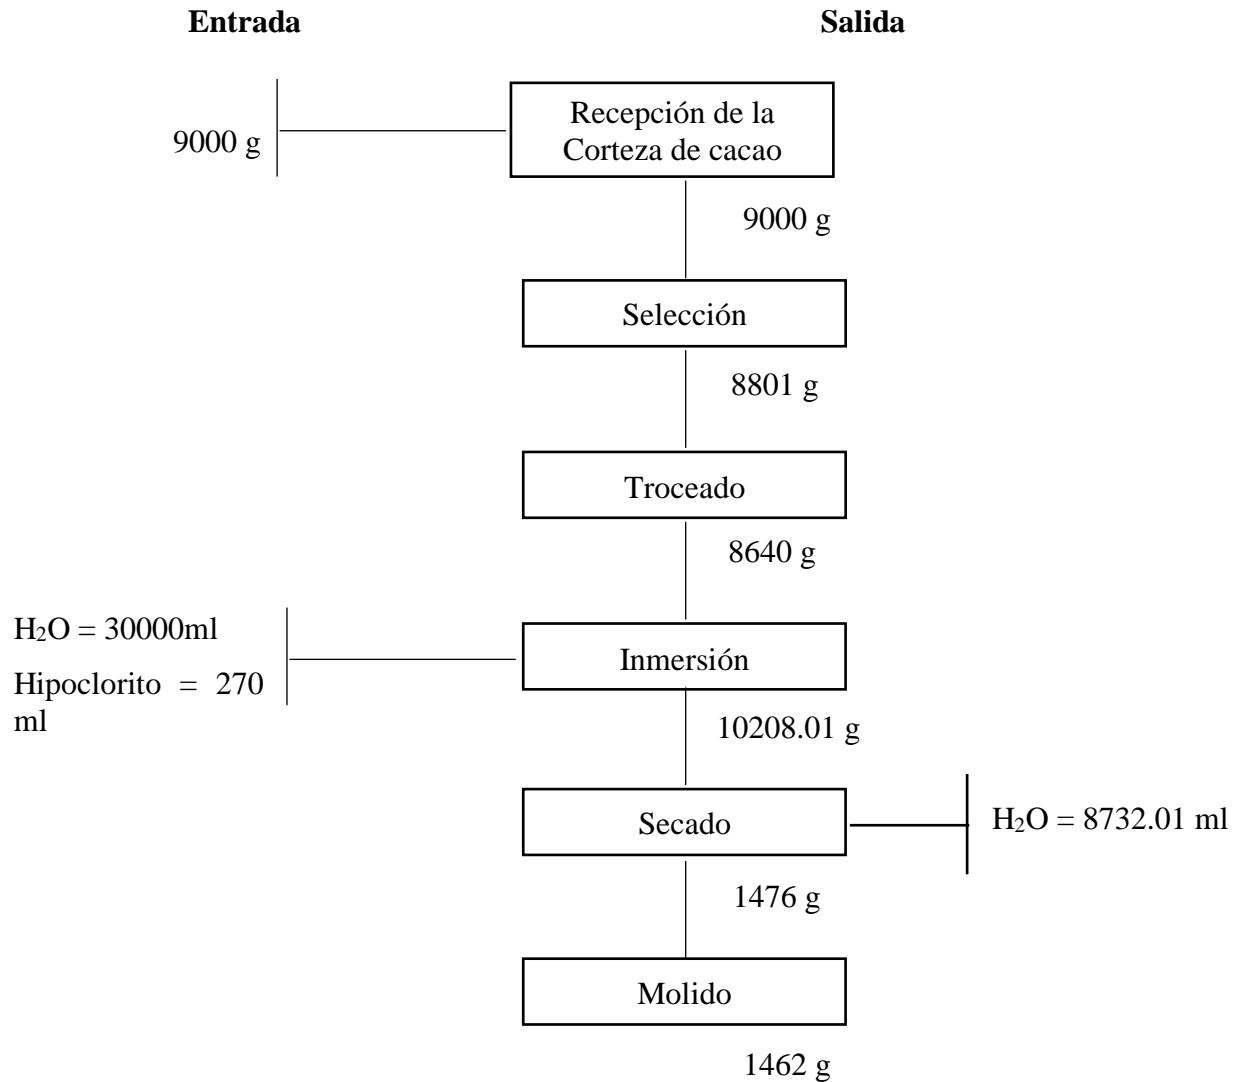 Entrada
Salida
Recepción de la
Corteza de cacao
9000 g
9000 g
Selección
8801 g
Troceado
8640 g
H₂O = 30000ml
Hipoclorito = 270
ml
Inmersión
10208.01 g
Secado
H₂O = 8732.01 ml
1476 g
Molido
1462 g